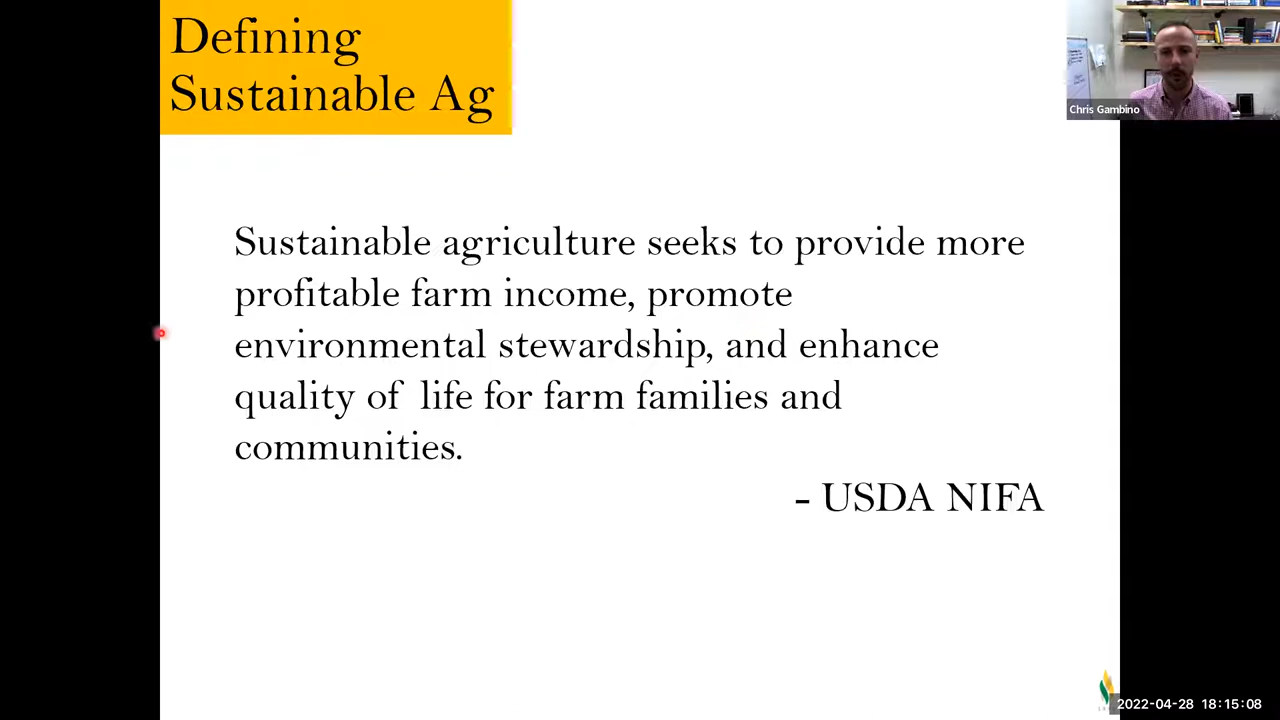 Defining
Sustainable Ag
Chris Gambino
Sustainable agriculture seeks to provide more
profitable farm income, promote
environmental stewardship, and enhance
quality of life for farm families and
communities.
- USDA NIFA
2022-04-28 18:15:08